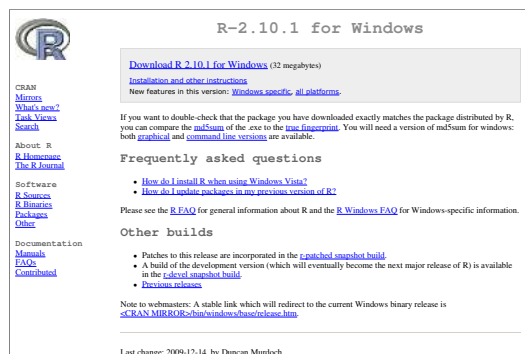 R
CRAN
Mirrors
What's new?
Task Views
Search
About R
R Homepage
The R Journal
Software
R Sources
R Binaries
Packages
Other
Documentation
Manuals
FAQs
Contributed
R-2.10.1 for Windows
Download R 2.10.1 for Windows (32 megabytes)
Installation and other instructions
New features in this version: Windows specific, all platforms.
If you want to double-check that the package you have downloaded exactly matches the package distributed by R,
you can compare the md5sum of the .exe to the true fingerprint. You will need a version of md5sum for windows:
both graphical and command line versions are available.
Frequently asked questions
• How do I install R when using Windows Vista?
• How do I update packages in my previous version of R?
Please see the R FAQ for general information about R and the R Windows FAQ for Windows-specific information.
Other builds
• Patches to this release are incorporated in the r-patched snapshot build.
• A build of the development version (which will eventually become the next major release of R) is available
in the r-devel snapshot build.
• Previous releases
Note to webmasters: A stable link which will redirect to the current Windows binary release is
<CRAN MIRROR>/bin/windows/base/release.htm.
Last change: 2009-12-14, by Duncan Murdoch